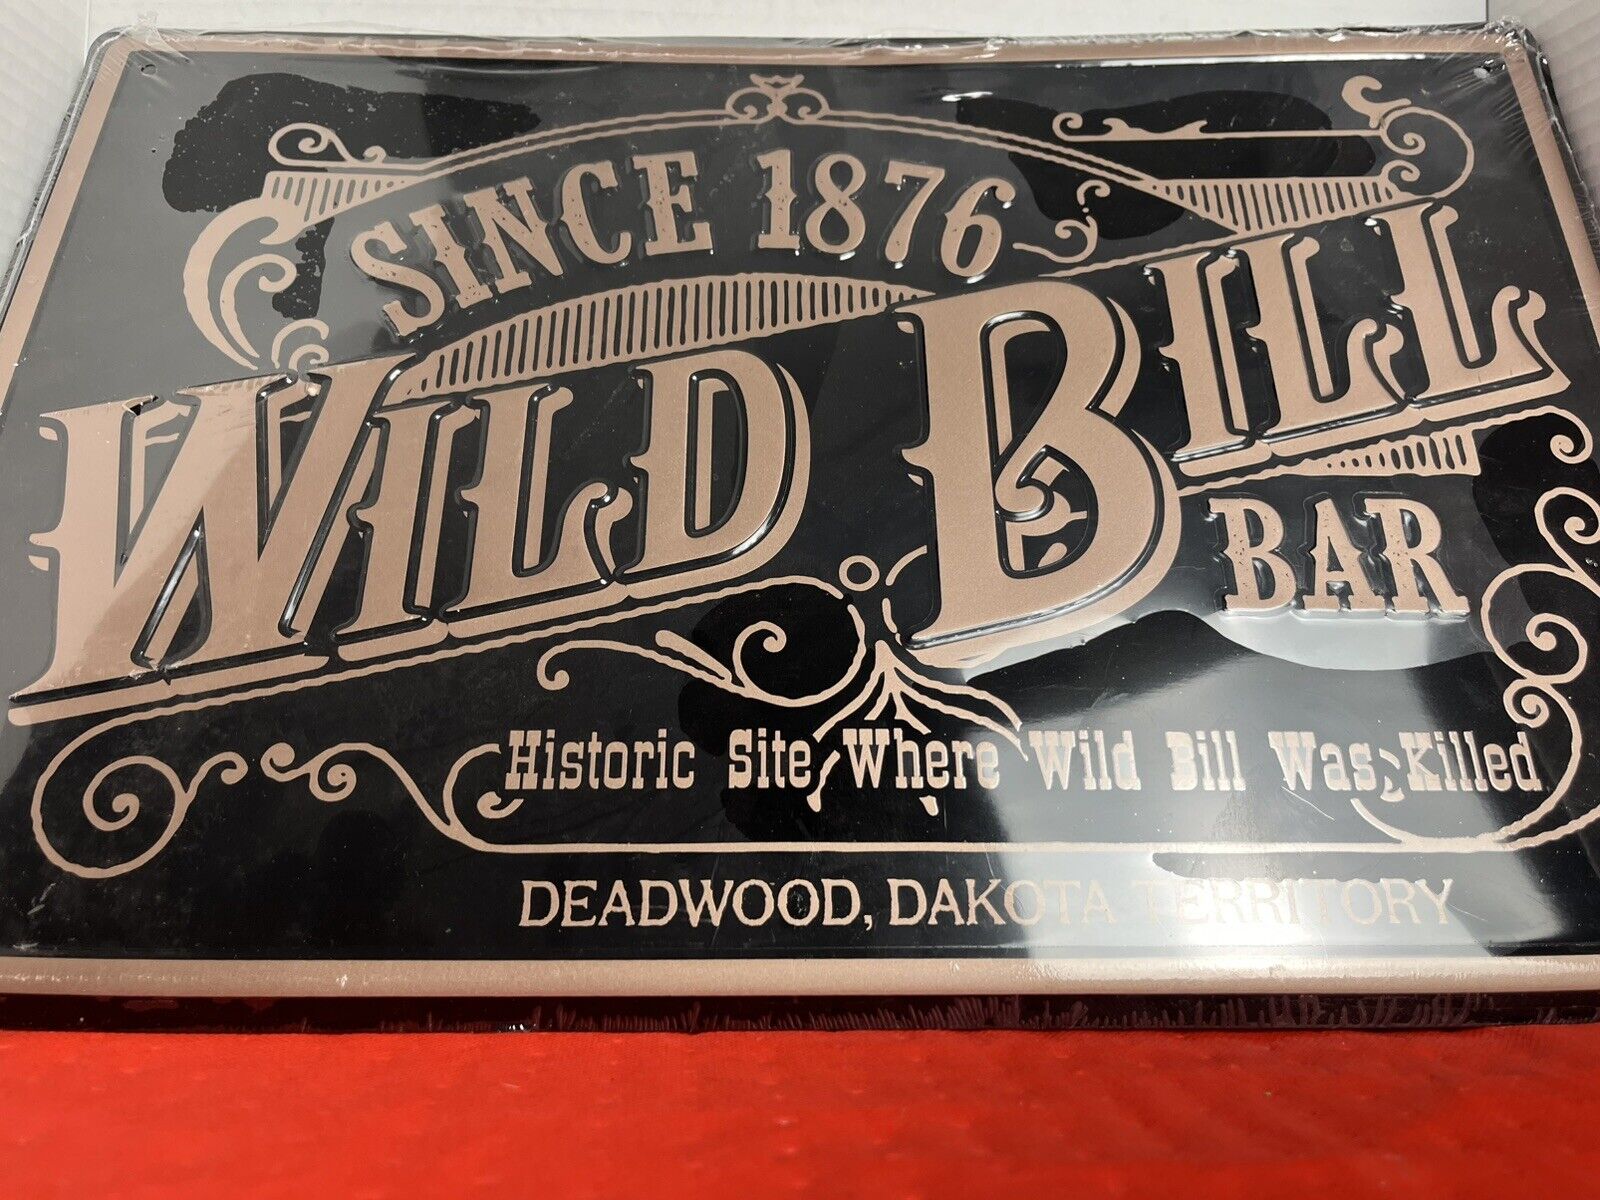 SINCE 1876
WILD BILL
BAR
Historic Site Where Wild Bill Was Killed
DEADWOOD, DAKOTA TERRITORY